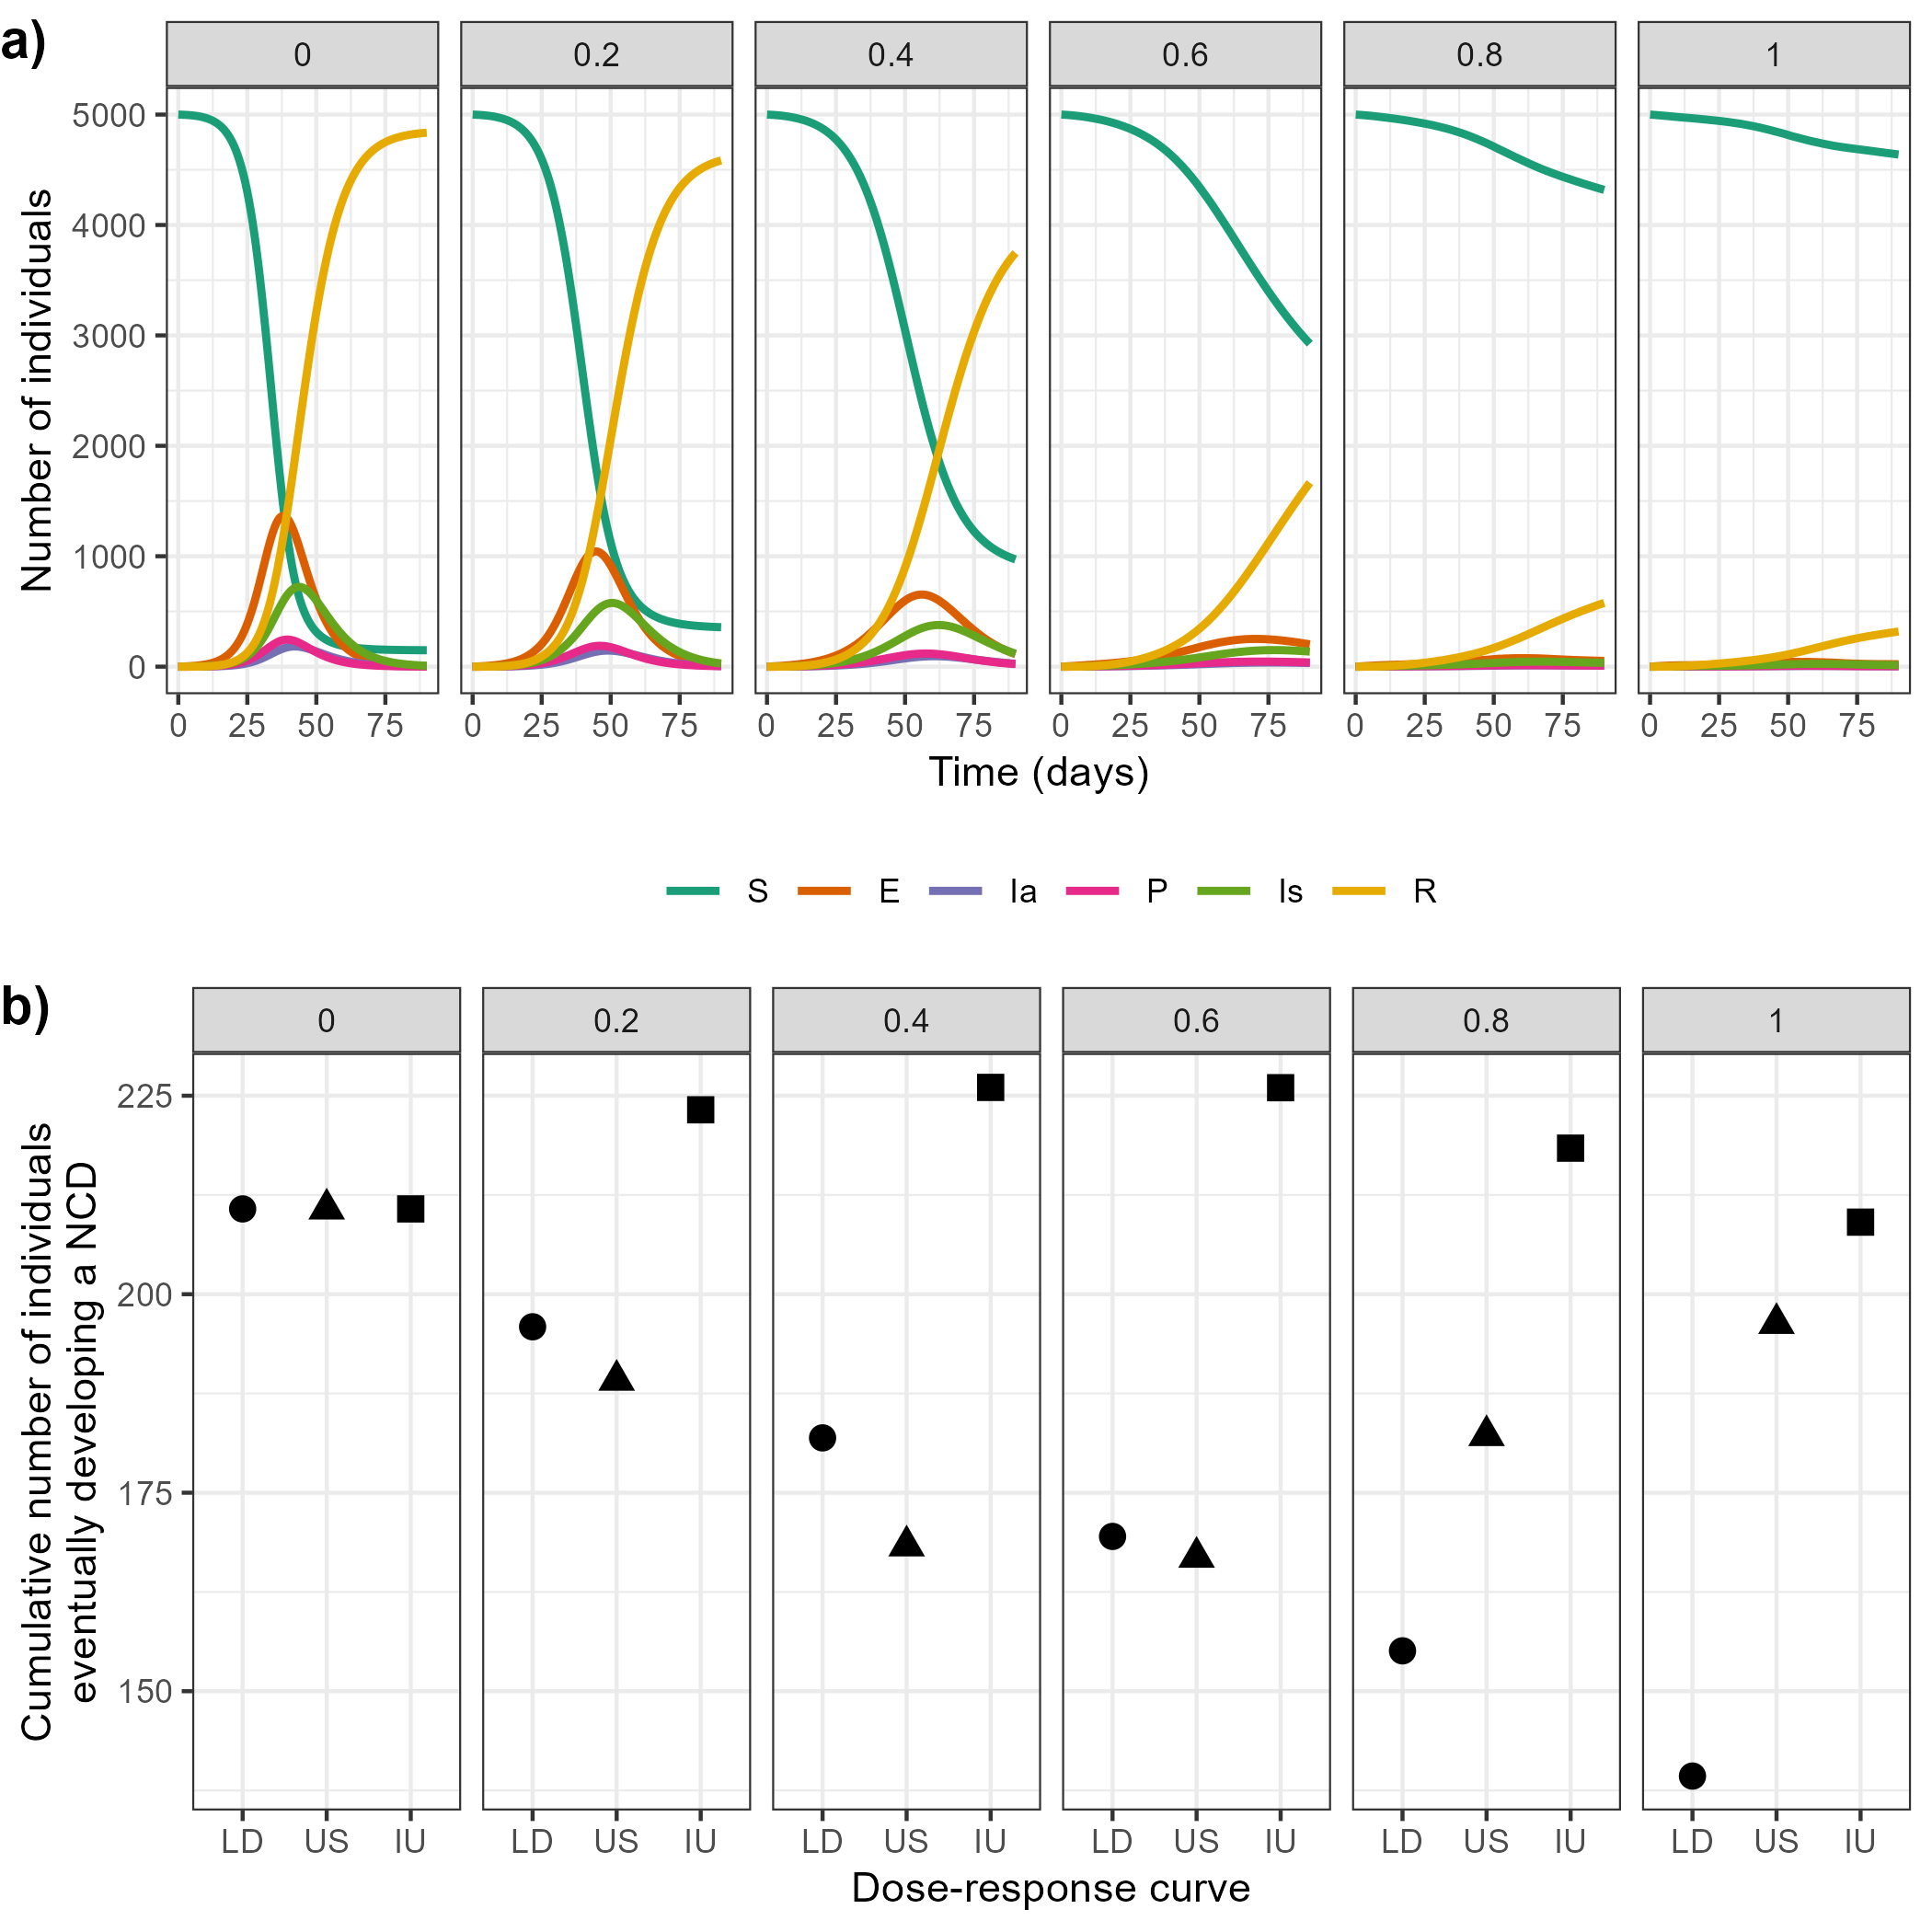 a)
0 0.2 0.4 0.6 0.8 1
5000
4000
3000
2000
1000
0
Number of individuals
0 25 50 75 0 25 50 75 0 25 50 75 0 25 50 75 0 25 50 75 0 25 50 75
Time (days)
S E Ia P Is R
b)
0 0.2 0.4 0.6 0.8 1
225
200
175
150
Cumulative number of individuals
eventually developing a NCD
LD US IU LD US IU LD US IU LD US IU LD US IU LD US IU
Dose-response curve